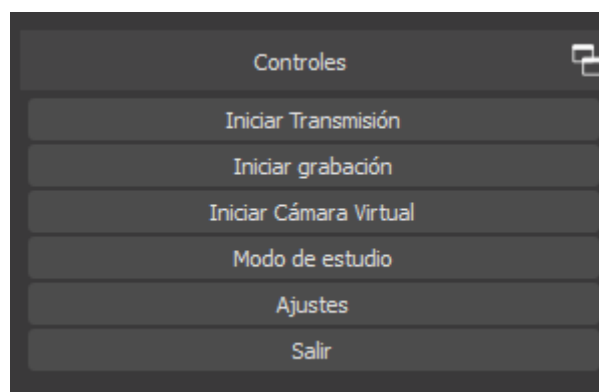 Controles
Iniciar Transmisión
Iniciar grabación
Iniciar Cámara Virtual
Modo de estudio
Ajustes
Salir